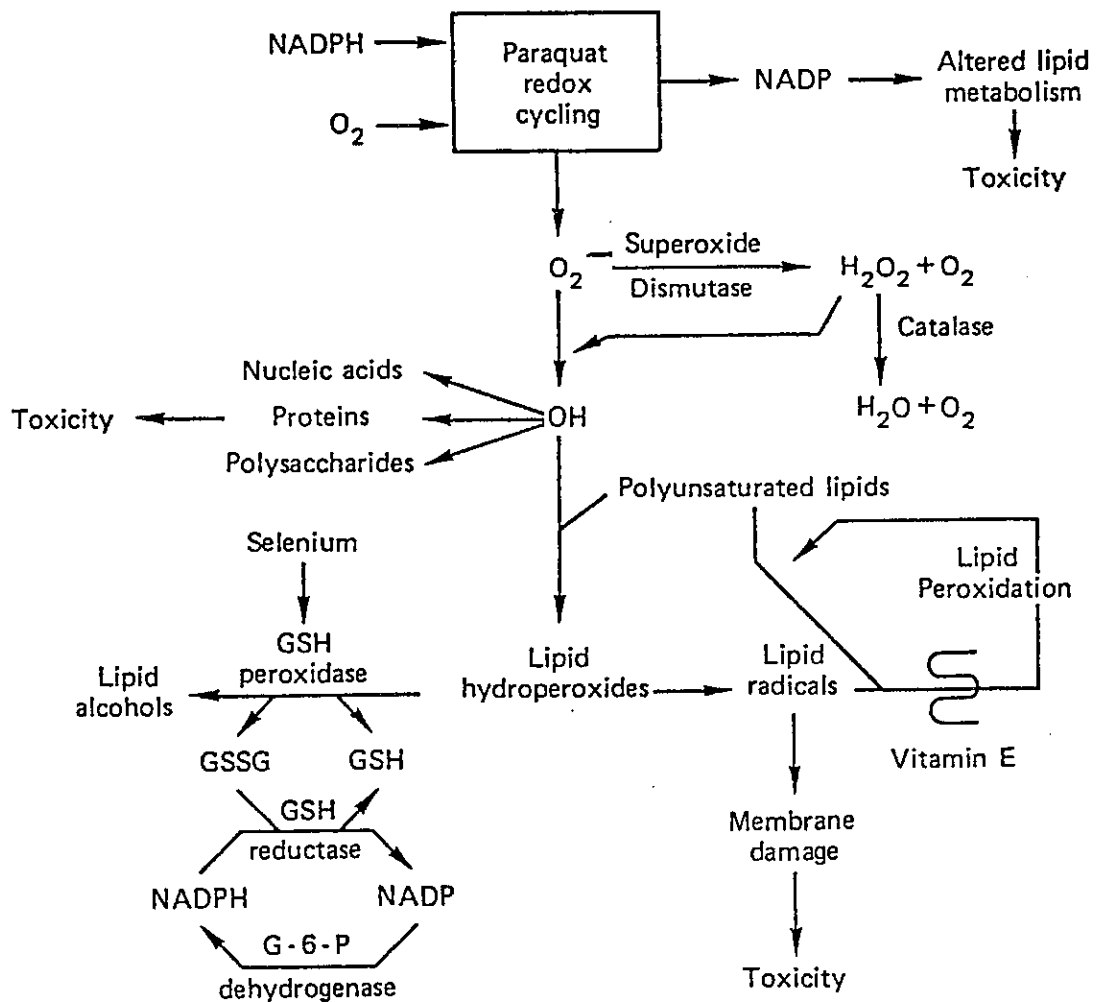 NADPH
O₂
Paraquat
redox
cycling
NADP
Altered lipid
metabolism
Toxicity
O₂⁻
Superoxide
Dismutase
H₂O₂ + O₂
Catalase
H₂O + O₂
Nucleic acids
Toxicity
Proteins
OH
Polysaccharides
Polyunsaturated lipids
Selenium
Lipid
Peroxidation
GSH
peroxidase
Lipid
alcohols
Lipid
hydroperoxides
Lipid
radicals
GSSG
GSH
Vitamin E
GSH
reductase
Membrane
damage
NADPH
NADP
G-6-P
dehydrogenase
Toxicity